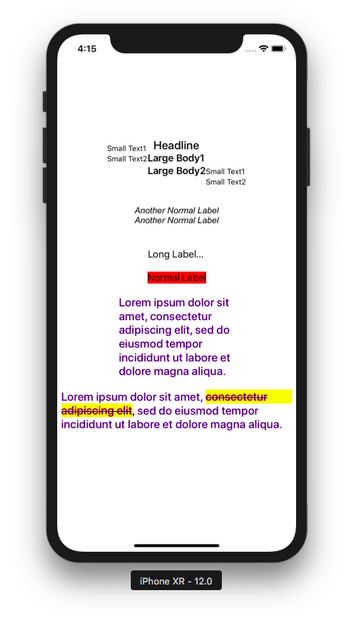 4:15
Headline
Small Text1
Small Text2
Large Body1
Large Body2
Small Text1
Small Text2
Another Normal Label
Another Normal Label
Long Label...
Normal Label
Lorem ipsum dolor sit
amet, consectetur
adipiscing elit, sed do
eiusmod tempor
incididunt ut labore et
dolore magna aliqua.
Lorem ipsum dolor sit amet, consectetur
adipiscing elit, sed do eiusmod tempor
incididunt ut labore et dolore magna aliqua.
iPhone XR - 12.0